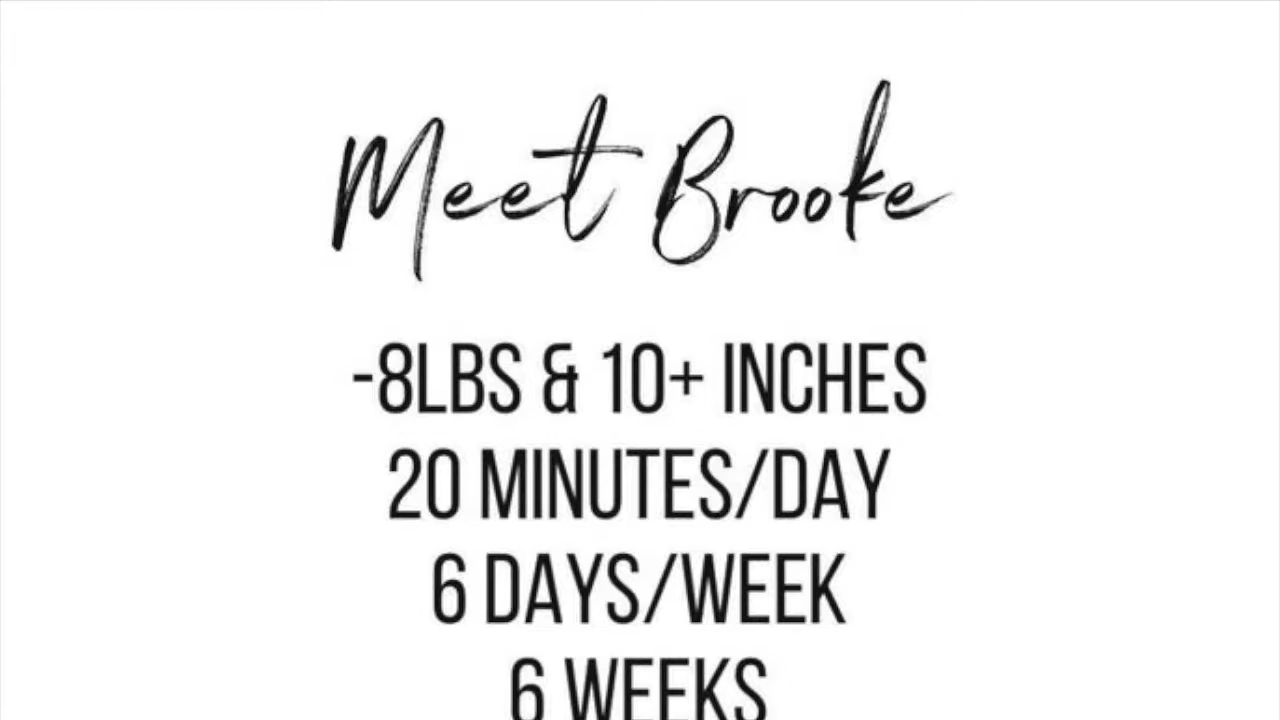 Meet Brooke
-8LBS & 10+ INCHES
20 MINUTES/DAY
6 DAYS/WEEK
6 WEEKS